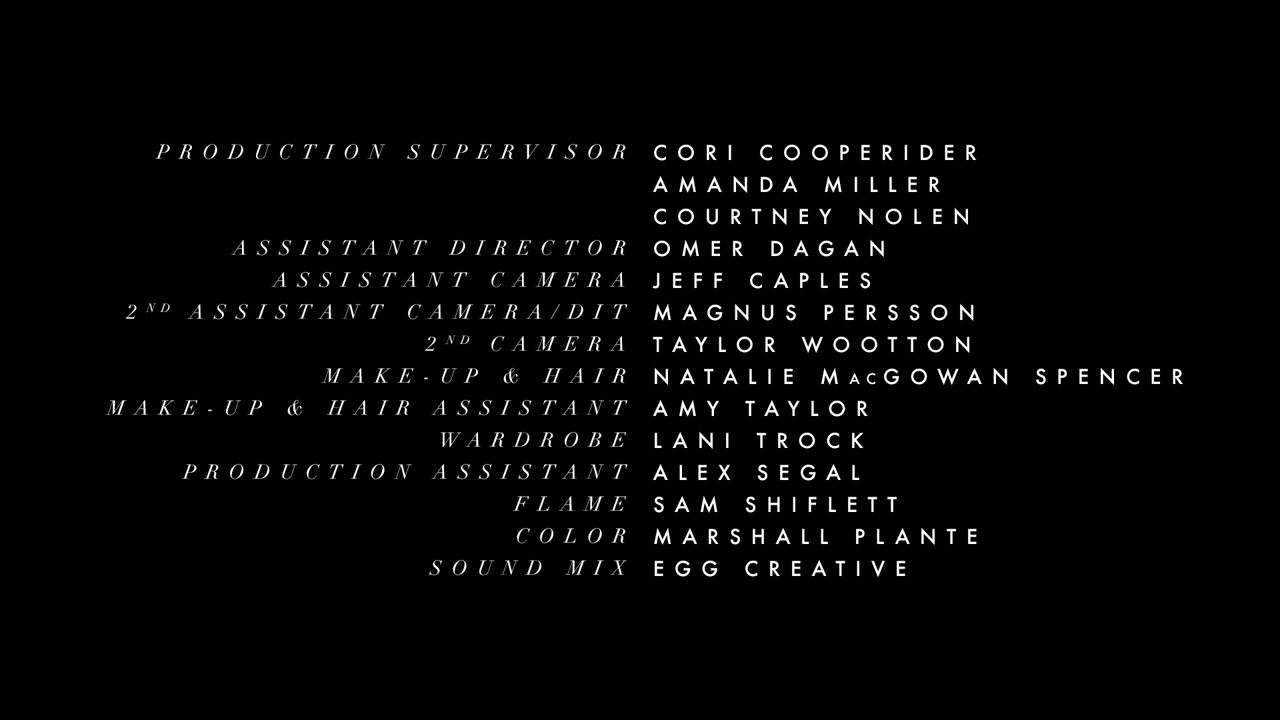 PRODUCTION SUPERVISOR CORI COOPERIDER
AMANDA MILLER
COURTNEY NOLEN
ASSISTANT DIRECTOR OMER DAGAN
ASSISTANT CAMERA JEFF CAPLES
2ND ASSISTANT CAMERA/DIT MAGNUS PERSSON
2ND CAMERA TAYLOR WOOTTON
MAKE-UP & HAIR NATALIE MACGOWAN SPENCER
MAKE-UP & HAIR ASSISTANT AMY TAYLOR
WARDROBE LANI TROCK
PRODUCTION ASSISTANT ALEX SEGAL
FLAME SAM SHIFLETT
COLOR MARSHALL PLANTE
SOUND MIX EGG CREATIVE